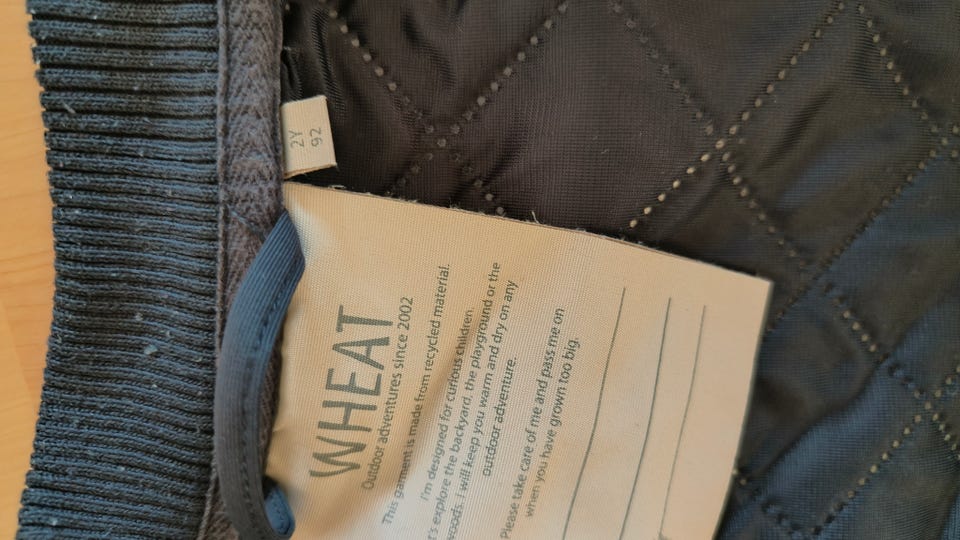 2Y
92
WHEAT
Outdoor adventures since 2002
This garment is made from recycled material.
I'm designed for curious children.
explore the backyard, the playground or the
woods. I will keep you warm and dry on any
outdoor adventure.
Please take care of me and pass me on
when you have grown too big.